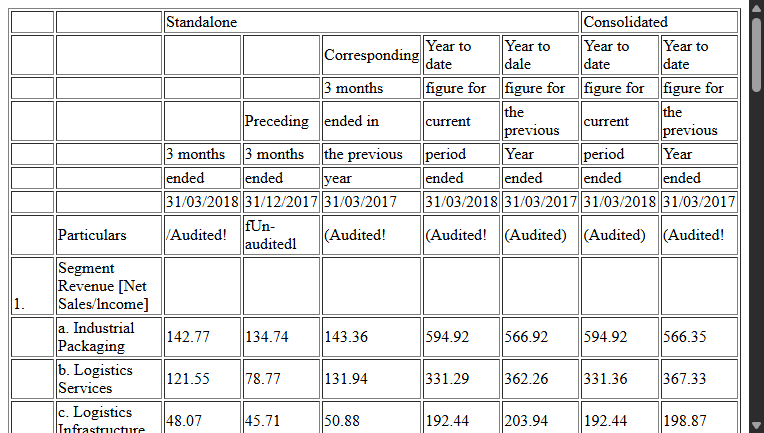 Standalone Consolidated
Corresponding Year to date Year to dale Year to date Year to date
3 months figure for figure for figure for figure for
Preceding ended in current the previous current the previous
3 months 3 months the previous period Year period Year
ended ended year ended ended ended ended
31/03/2018 31/12/2017 31/03/2017 31/03/2018 31/03/2017 31/03/2018 31/03/2017
Particulars /Audited! fUn-auditedl (Audited! (Audited! (Audited) (Audited) (Audited!
1. Segment Revenue [Net Sales/lncome]
a. Industrial Packaging 142.77 134.74 143.36 594.92 566.92 594.92 566.35
b. Logistics Services 121.55 78.77 131.94 331.29 362.26 331.36 367.33
c. Logistics Infrastructure 48.07 45.71 50.88 192.44 203.94 192.44 198.87